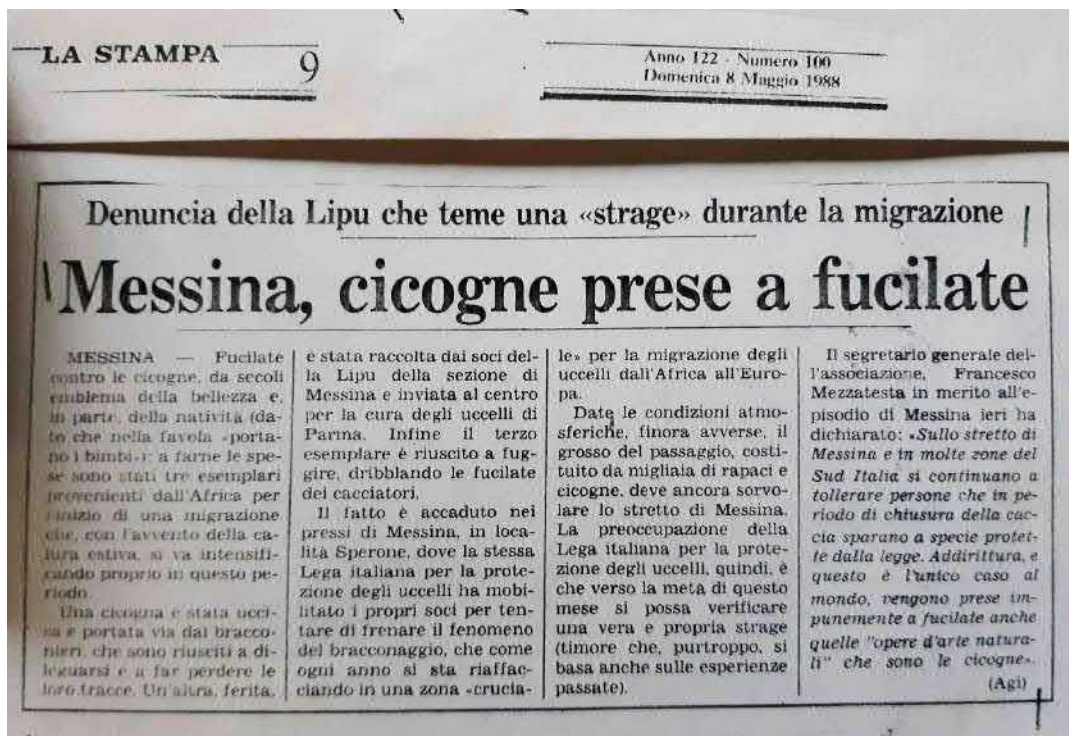 LA STAMPA
9
Anno 122 - Numero 100
Domenica 8 Maggio 1988
Denuncia della Lipu che teme una «strage» durante la migrazione
Messina, cicogne prese a fucilate
MESSINA — Fucilate
contro le cicogne, da secoli
emblema della bellezza e,
in parte, della natività (da-
to che nella favola «porta-
no i bimbi»): a farne le spe-
se sono stati tre esemplari
provenienti dall'Africa per
l'inizio di una migrazione
che, con l'avvento della ca-
lura estiva, si va intensifi-
cando proprio in questo pe-
riodo.
Una cicogna è stata ucci-
sa e portata via dai bracco-
nieri, che sono riusciti a di-
leguarsi e a far perdere le
loro tracce. Un'altra, ferita,
è stata raccolta dai soci del-
la Lipu della sezione di
Messina e inviata al centro
per la cura degli uccelli di
Parma. Infine il terzo
esemplare è riuscito a fug-
gire, dribblando le fucilate
dei cacciatori.
Il fatto è accaduto nei
pressi di Messina, in loca-
lità Sperone, dove la stessa
Lega italiana per la prote-
zione degli uccelli ha mobi-
litato i propri soci per ten-
tare di frenare il fenomeno
del bracconaggio, che come
ogni anno si sta riaffac-
ciando in una zona «crucia-
le» per la migrazione degli
uccelli dall'Africa all'Euro-
pa.
Date le condizioni atmo-
sferiche, finora avverse, il
grosso del passaggio, costi-
tuito da migliaia di rapaci e
cicogne, deve ancora sorvo-
lare lo stretto di Messina.
La preoccupazione della
Lega italiana per la prote-
zione degli uccelli, quindi, è
che verso la metà di questo
mese si possa verificare
una vera e propria strage
(timore che, purtroppo, si
basa anche sulle esperienze
passate).
Il segretario generale del-
l'associazione, Francesco
Mezzatesta in merito all'e-
pisodio di Messina ieri ha
dichiarato: «Sullo stretto di
Messina e in molte zone del
Sud Italia si continuano a
tollerare persone che in pe-
riodo di chiusura della cac-
cia sparano a specie protet-
te dalla legge. Addirittura, e
questo è l'unico caso al
mondo, vengono prese im-
punemente a fucilate anche
quelle "opere d'arte natura-
li" che sono le cicogne».
(Agi)